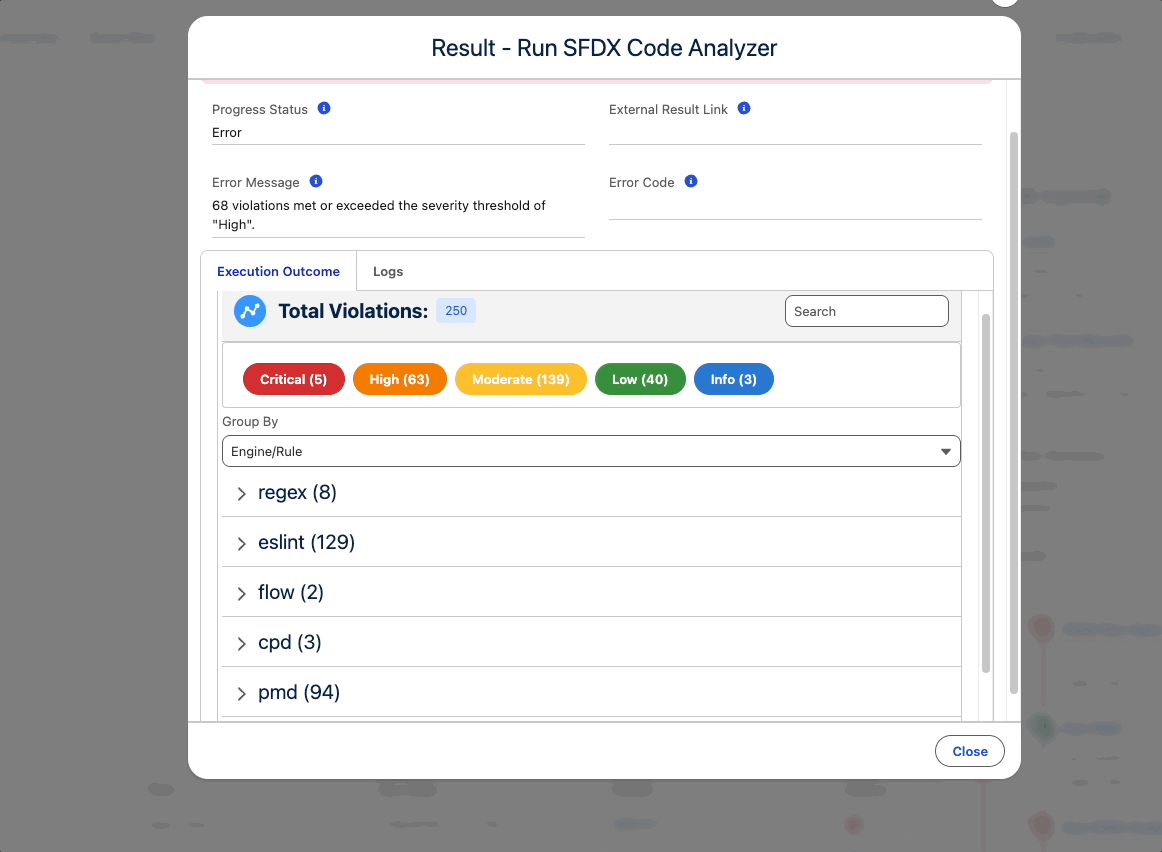 Result - Run SFDX Code Analyzer
Progress Status
External Result Link
Error
Error Message
Error Code
68 violations met or exceeded the severity threshold of
"High".
Execution Outcome
Logs
Total Violations:
250
Search
Critical (5)
High (63)
Moderate (139)
Low (40)
Info (3)
Group By
Engine/Rule
regex (8)
eslint (129)
flow (2)
cpd (3)
pmd (94)
Close